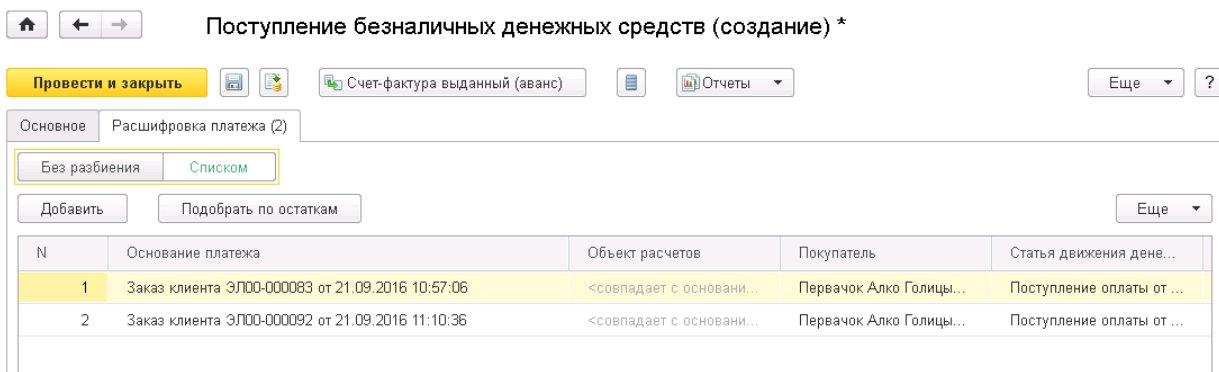 Поступление безналичных денежных средств (создание) *
Провести и закрыть Счет-фактура выданный (аванс) Отчеты Еще ?
Основное Расшифровка платежа (2)
Без разбиения Списком
Добавить Подобрать по остаткам Еще
N Основание платежа Объект расчетов Покупатель Статья движения дене...
1 Заказ клиента ЭЛ00-000083 от 21.09.2016 10:57:06 <совпадает с основани... Первачок Алко Голицы... Поступление оплаты от ...
2 Заказ клиента ЭЛ00-000092 от 21.09.2016 11:10:36 <совпадает с основани... Первачок Алко Голицы... Поступление оплаты от ...